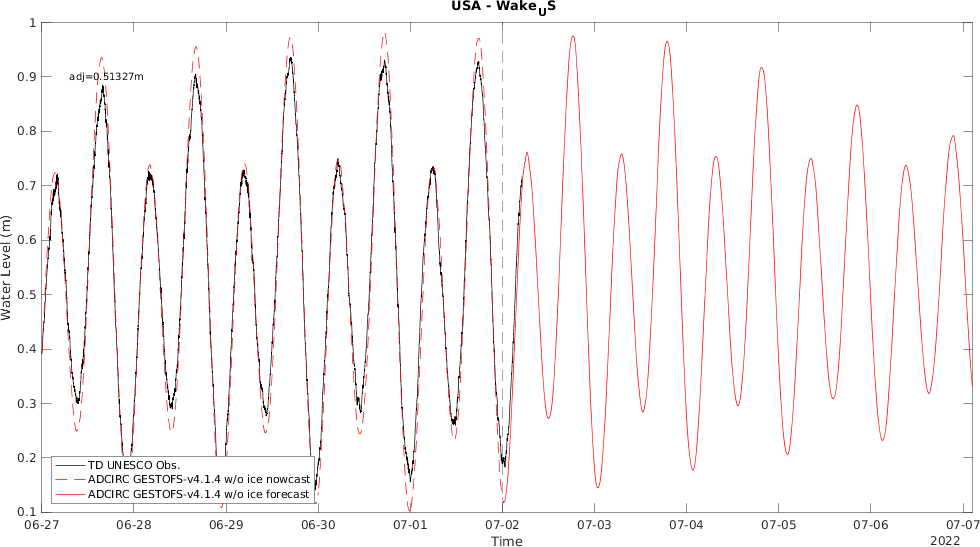 USA - WakeUS
adj=0.51327m
1
0.9
0.8
0.7
0.6
0.5
0.4
0.3
0.2
0.1
Water Level (m)
TD UNESCO Obs.
ADCIRC GESTOFS-v4.1.4 w/o ice nowcast
ADCIRC GESTOFS-v4.1.4 w/o ice forecast
06-27 06-28 06-29 06-30 07-01 07-02 07-03 07-04 07-05 07-06 07-07
Time
2022